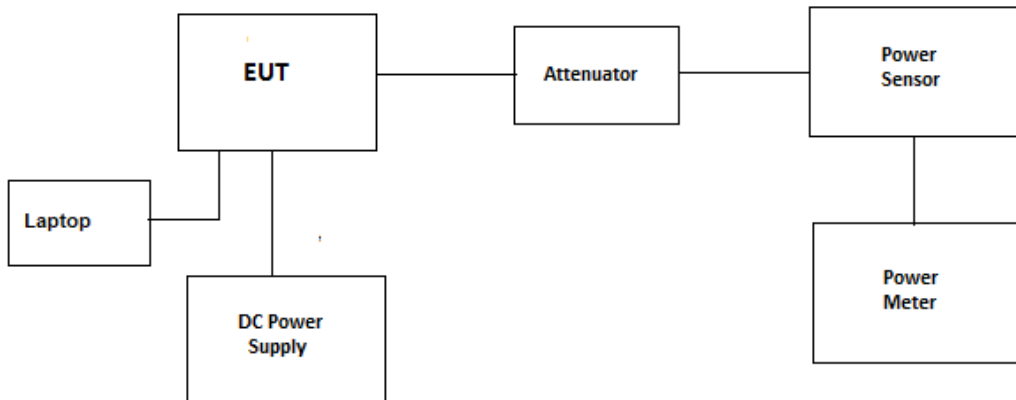 EUT
Attenuator
Power
Sensor
Laptop
DC Power
Supply
Power
Meter